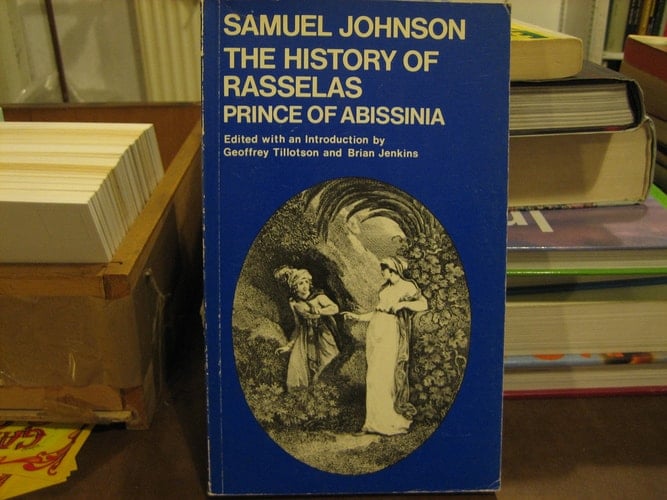 SAMUEL JOHNSON
THE HISTORY OF
RASSELAS
PRINCE OF ABISSINIA
Edited with an Introduction by
Geoffrey Tillotson and Brian Jenkins